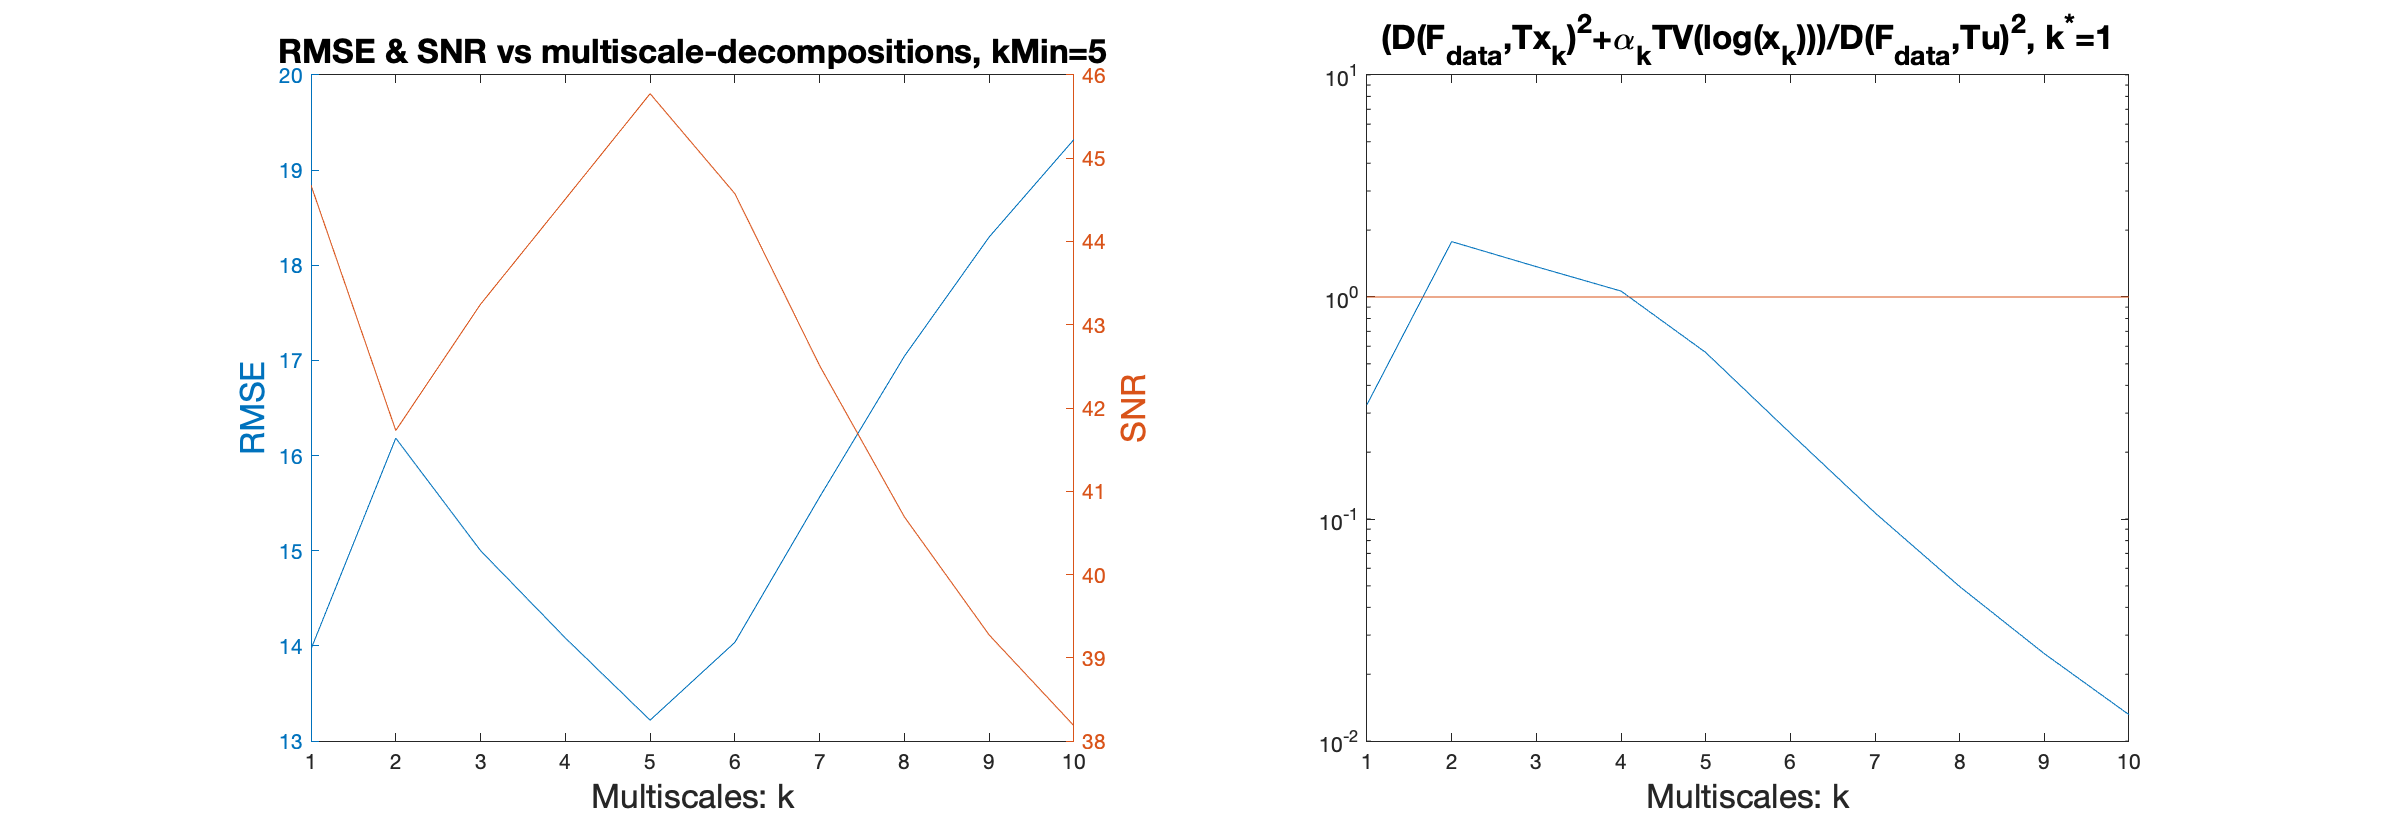 RMSE & SNR vs multiscale-decompositions, kMin=5
20
19
18
17
16
15
14
13
RMSE
46
45
44
43
42
41
40
39
38
SNR
1 2 3 4 5 6 7 8 9 10
Multiscales: k
(D(F_data,Tx_k)^2+α_kTV(log(x_k)))/D(F_data,Tu)^2, k^*=1
10^1
10^0
10^-1
10^-2
1 2 3 4 5 6 7 8 9 10
Multiscales: k